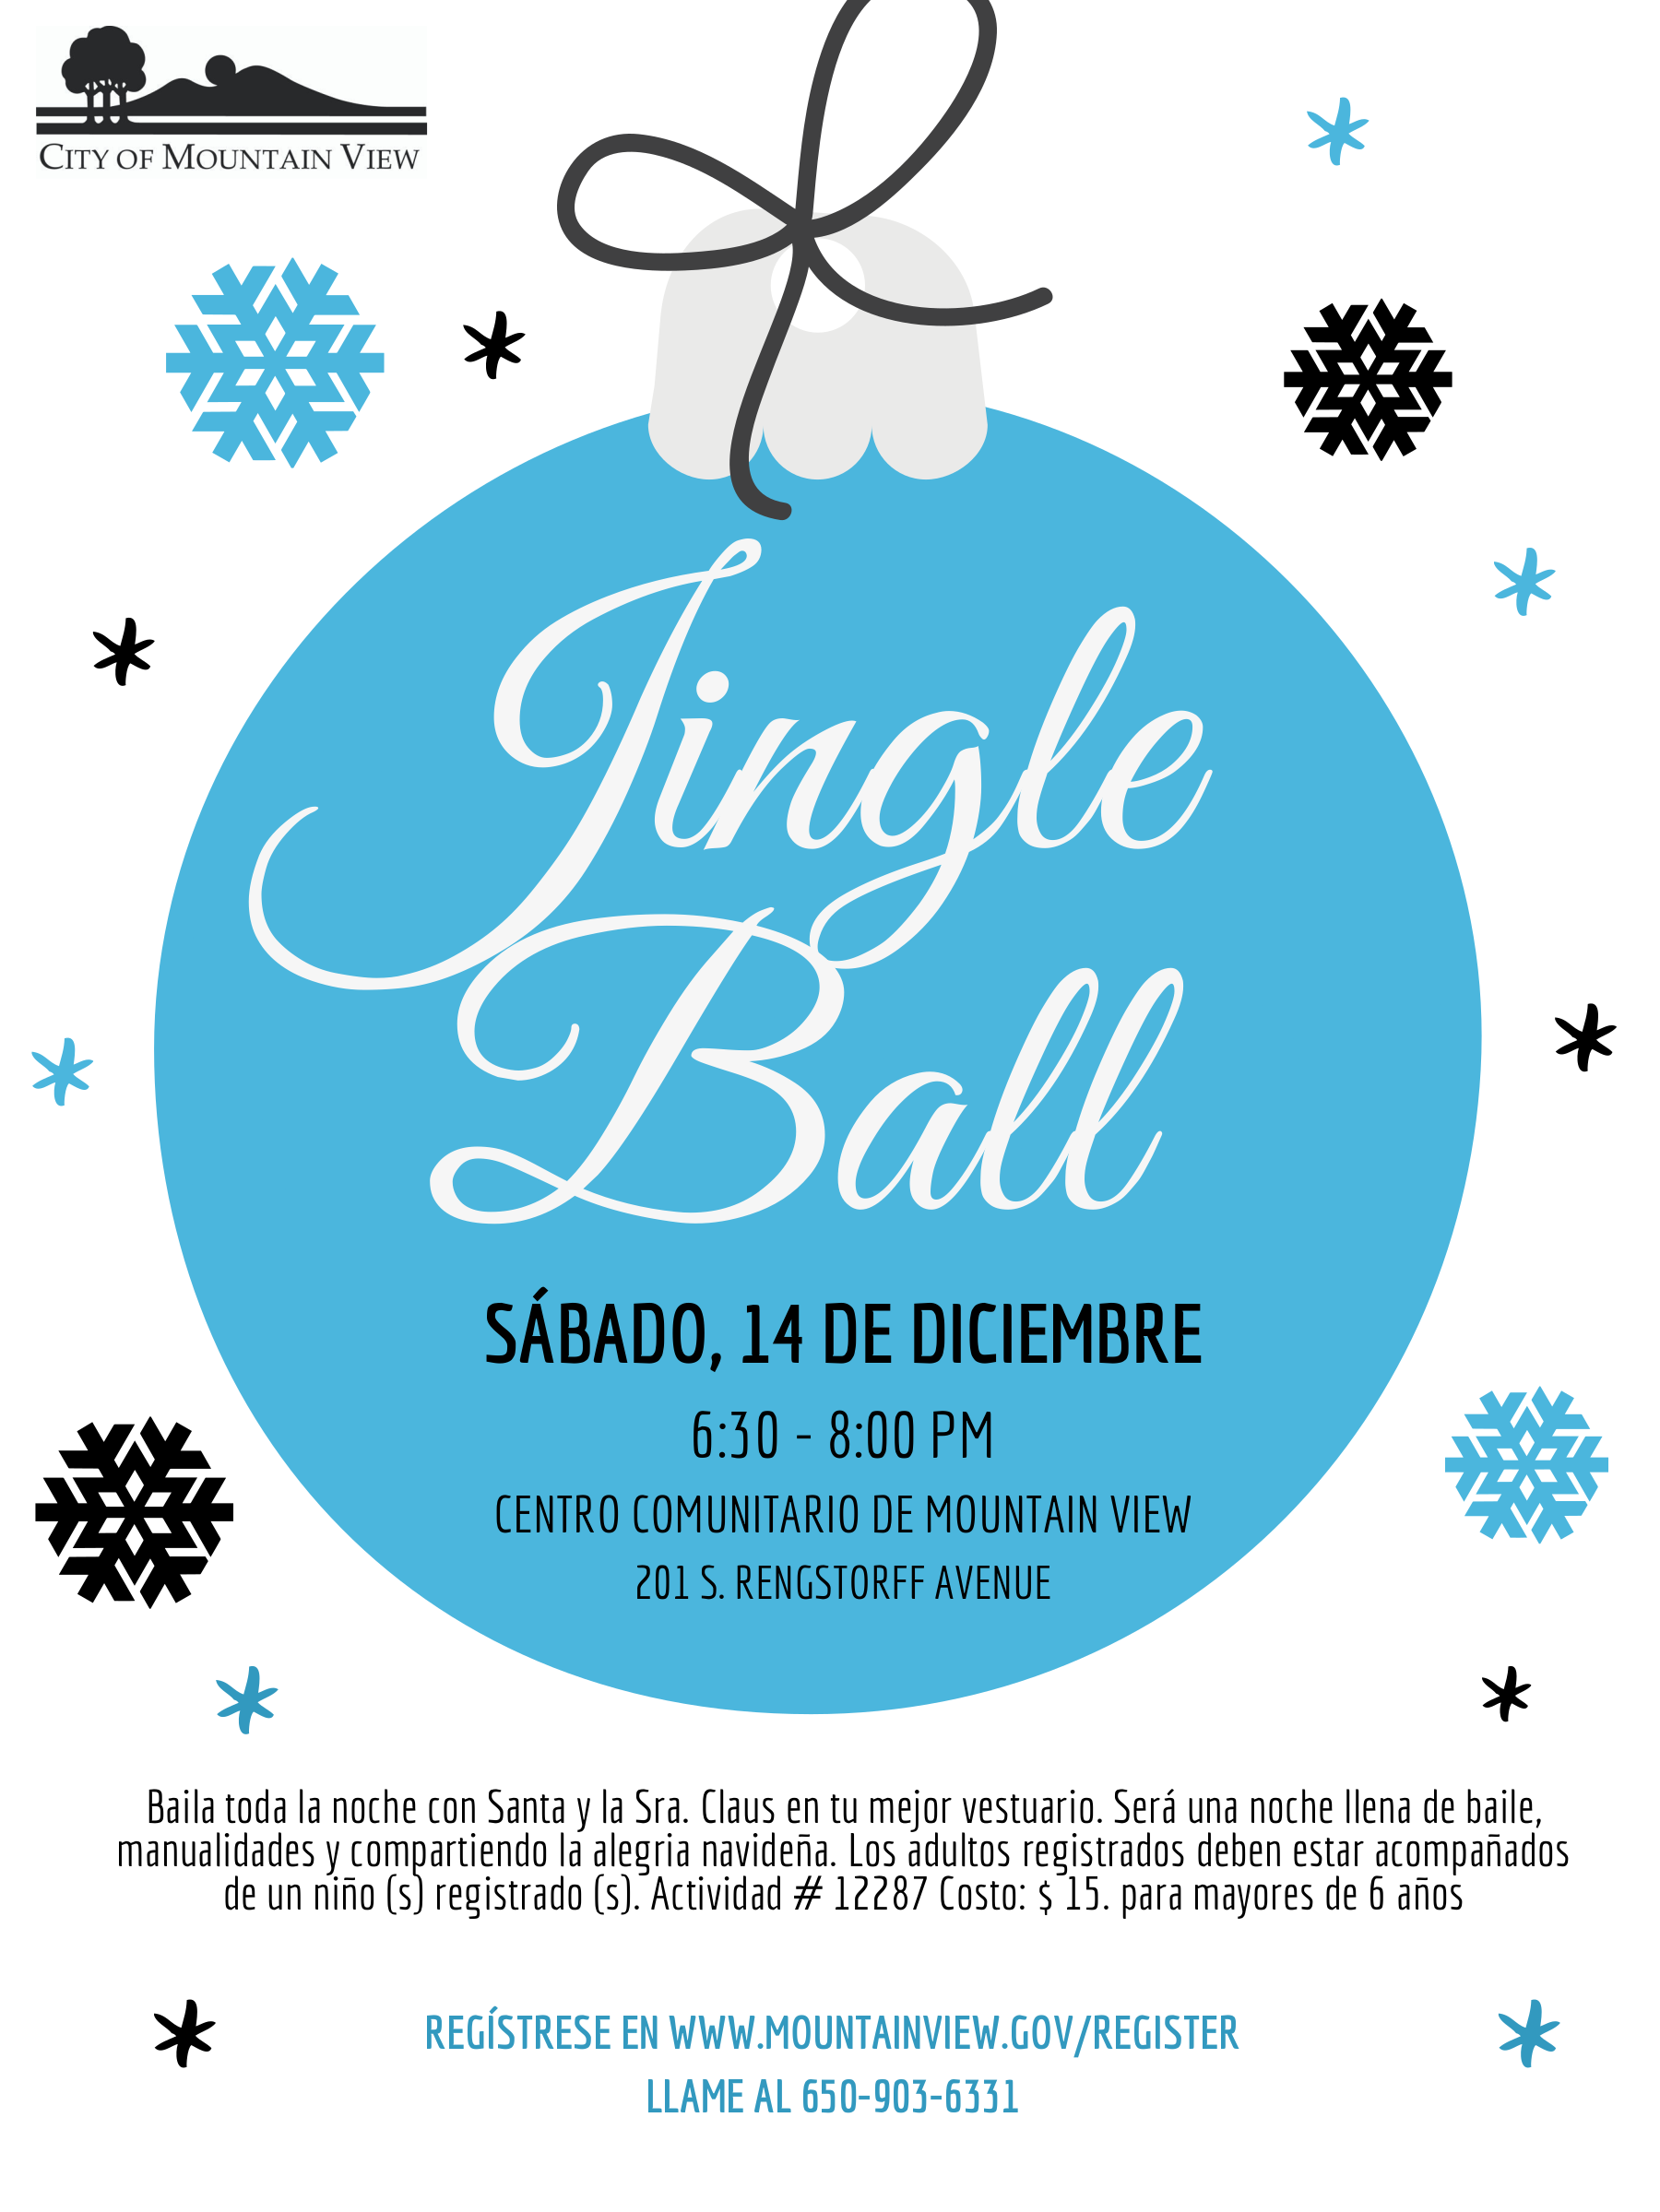 CITY OF MOUNTAIN VIEW
Jingle
Ball
SÁBADO, 14 DE DICIEMBRE
6:30 - 8:00 PM
CENTRO COMUNITARIO DE MOUNTAIN VIEW
201 S. RENGSTORFF AVENUE
Baila toda la noche con Santa y la Sra. Claus en tu mejor vestuario. Será una noche llena de baile,
manualidades y compartiendo la alegria navideña. Los adultos registrados deben estar acompañados
de un niño (s) registrado (s). Actividad # 12287 Costo: $ 15. para mayores de 6 años
REGÍSTRESE EN WWW.MOUNTAINVIEW.GOV/REGISTER
LLAME AL 650-903-6331